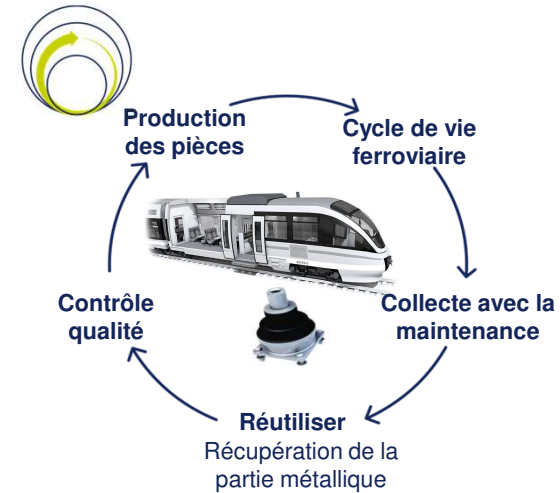 Production
des pièces
Cycle de vie
ferroviaire
Collecte avec la
maintenance
Réutiliser
Récupération de la
partie métallique
Contrôle
qualité